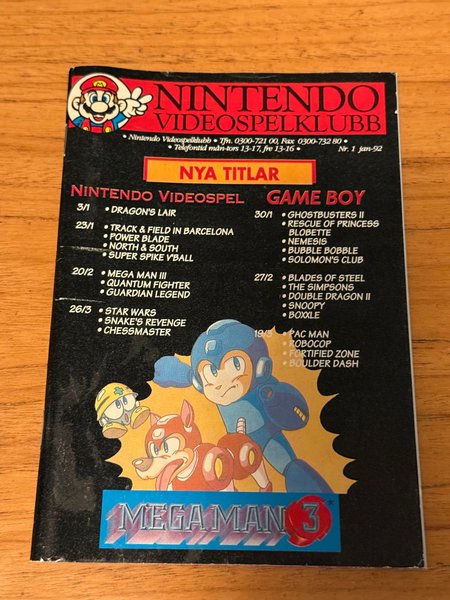 NINTENDO
VIDEOSPELKLUBB
• Nintendo Videospelklubb • Tfn. 0300-721 00, Fax 0300-732 80 •
• Telefontid mån-tors 13-17, fre 13-16 •
Nr. 1 jan-92
NYA TITLAR
NINTENDO VIDEOSPEL
3/1 • DRAGON'S LAIR
23/1 • TRACK & FIELD IN BARCELONA
• POWER BLADE
• NORTH & SOUTH
• SUPER SPIKE V'BALL
20/2 • MEGA MAN III
• QUANTUM FIGHTER
• GUARDIAN LEGEND
26/3 • STAR WARS
• SNAKE'S REVENGE
• CHESSMASTER
GAME BOY
30/1 • GHOSTBUSTERS II
• RESCUE OF PRINCESS
BLOBETTE
• NEMESIS
• BUBBLE BOBBLE
• SOLOMON'S CLUB
27/2 • BLADES OF STEEL
• THE SIMPSONS
• DOUBLE DRAGON II
• SNOOPY
• BOXXLE
19/3 • PAC MAN
• ROBOCOP
• FORTIFIED ZONE
• BOULDER DASH
MEGA MAN 3